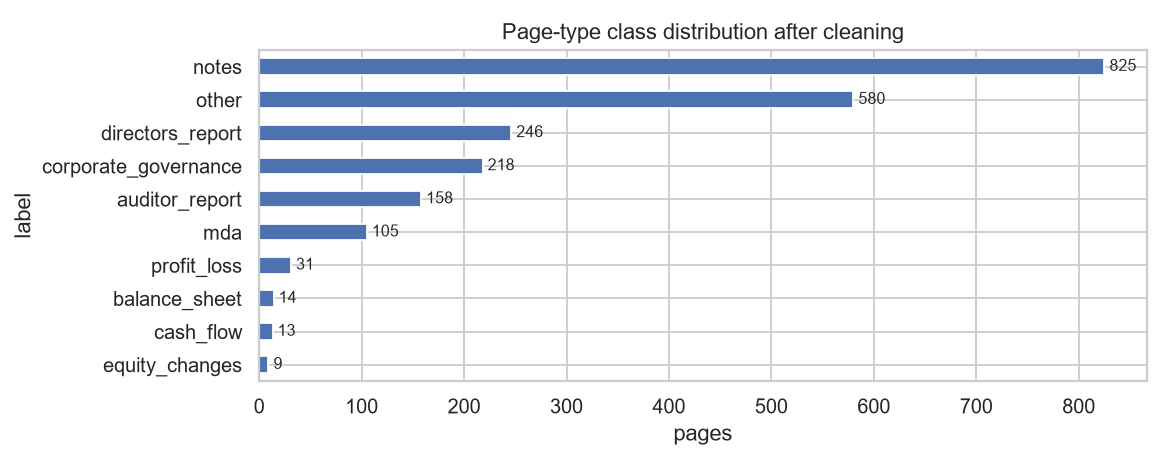 Page-type class distribution after cleaning
notes 825
other 580
directors_report 246
corporate_governance 218
auditor_report 158
mda 105
profit_loss 31
balance_sheet 14
cash_flow 13
equity_changes 9
label
0 100 200 300 400 500 600 700 800
pages